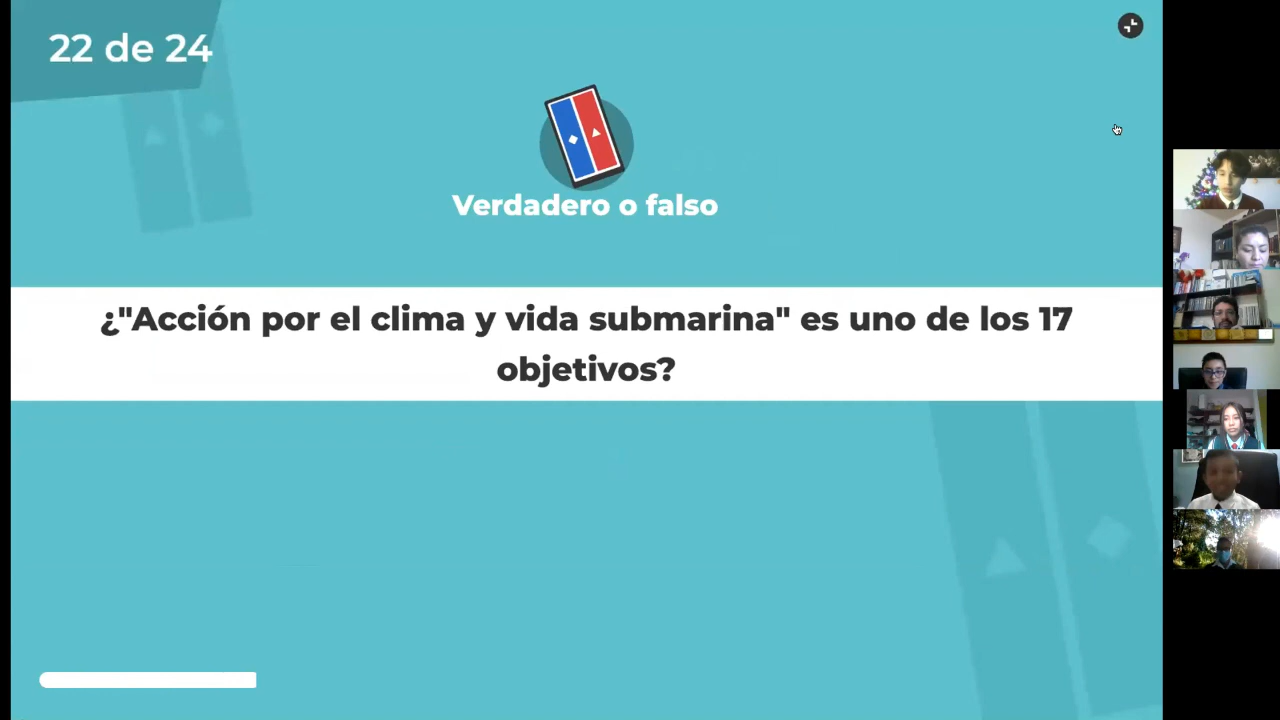 22 de 24
Verdadero o falso
¿"Acción por el clima y vida submarina" es uno de los 17
objetivos?